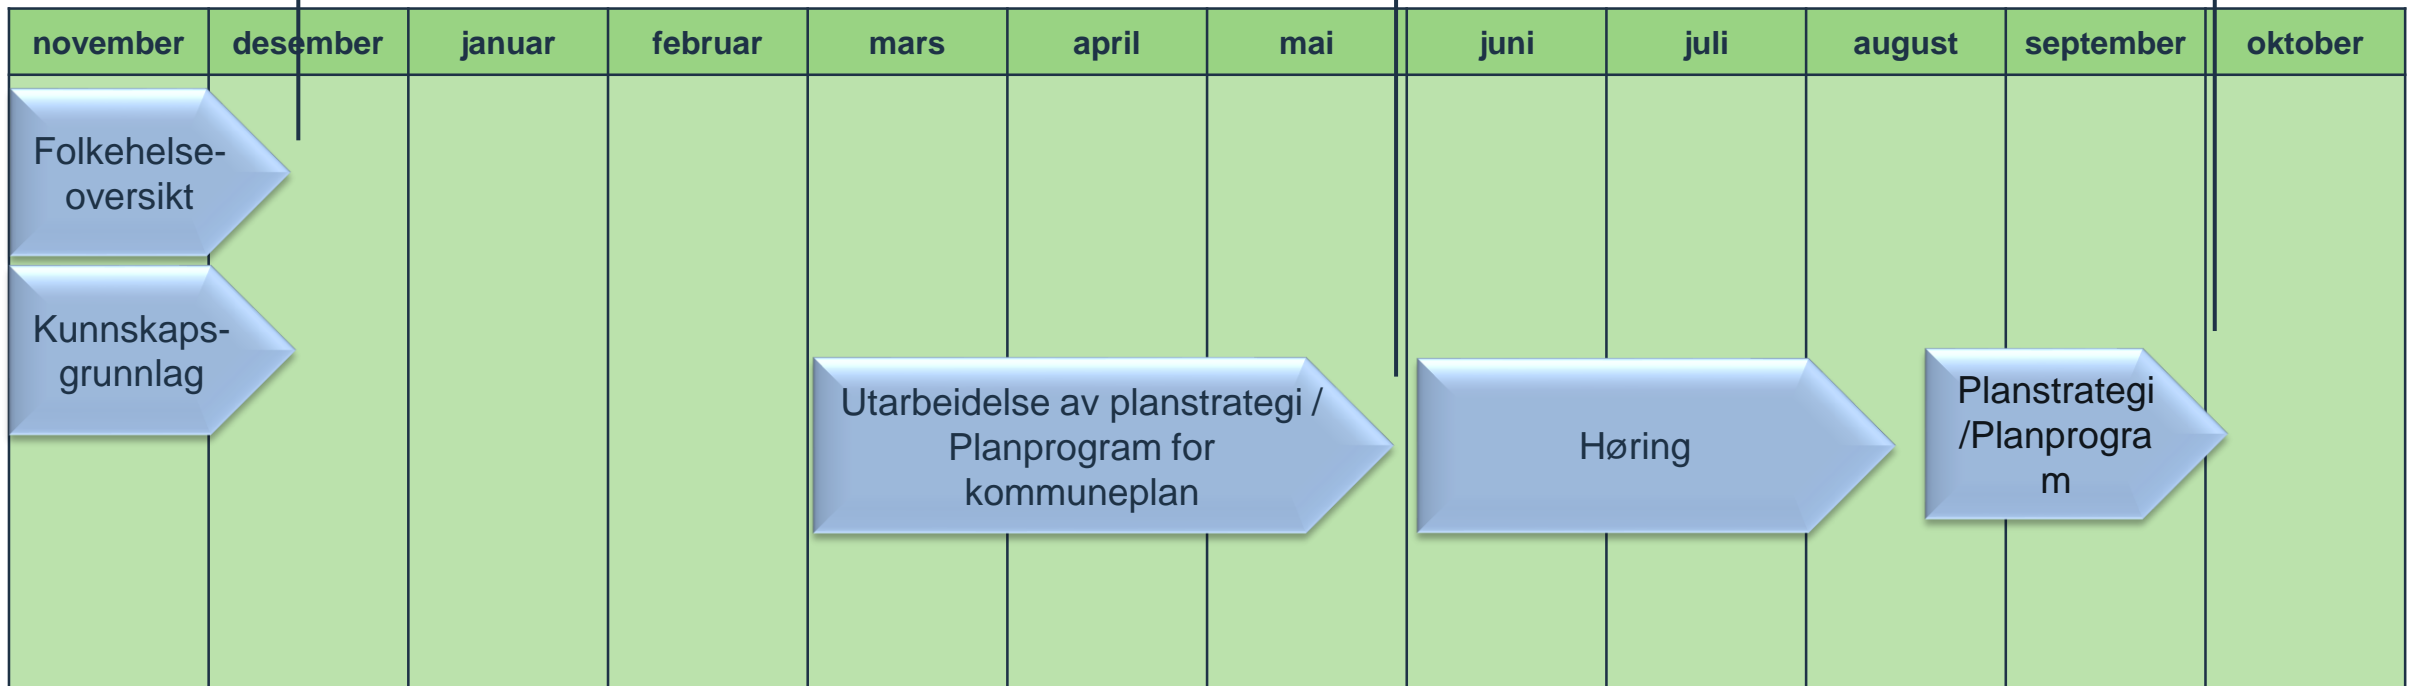 november desember januar februar mars april mai juni juli august september oktober
Folkehelse-
oversikt
Kunnskaps-
grunnlag
Utarbeidelse av planstrategi /
Planprogram for
kommuneplan
Høring
Planstrategi
/Planprogra
m